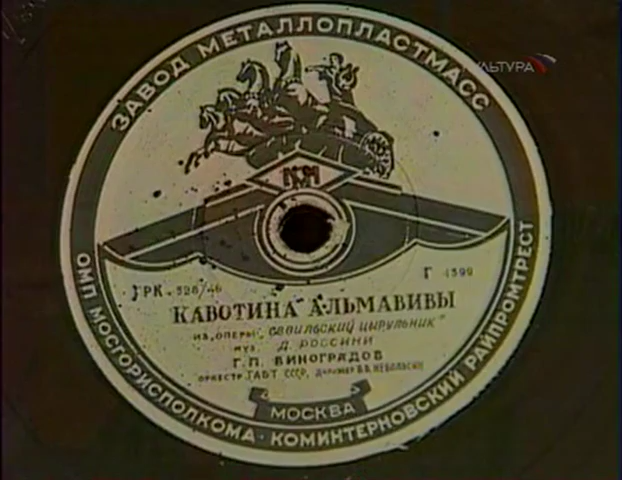 КУЛЬТУРА
ЗАВОД МЕТАЛЛОПЛАСТМАСС
ГРК-526/46
Г 4599
КАВОТИНА АЛЬМАВИВЫ
ИЗ „ОПЕРЫ „СЕВИЛЬСКИЙ ЦИРУЛЬНИК"
МУЗ. Д. РОССИНИ
Г.П. ВИНОГРАДОВ
ОРКЕСТР ГАБТ СССР, ДИРИЖЕР В.В. НЕБОЛЬСИН
МОСКВА
ОМП МОСГОРИСПОЛКОМА · КОМИНТЕРНОВСКИЙ РАЙПРОМТРЕСТ